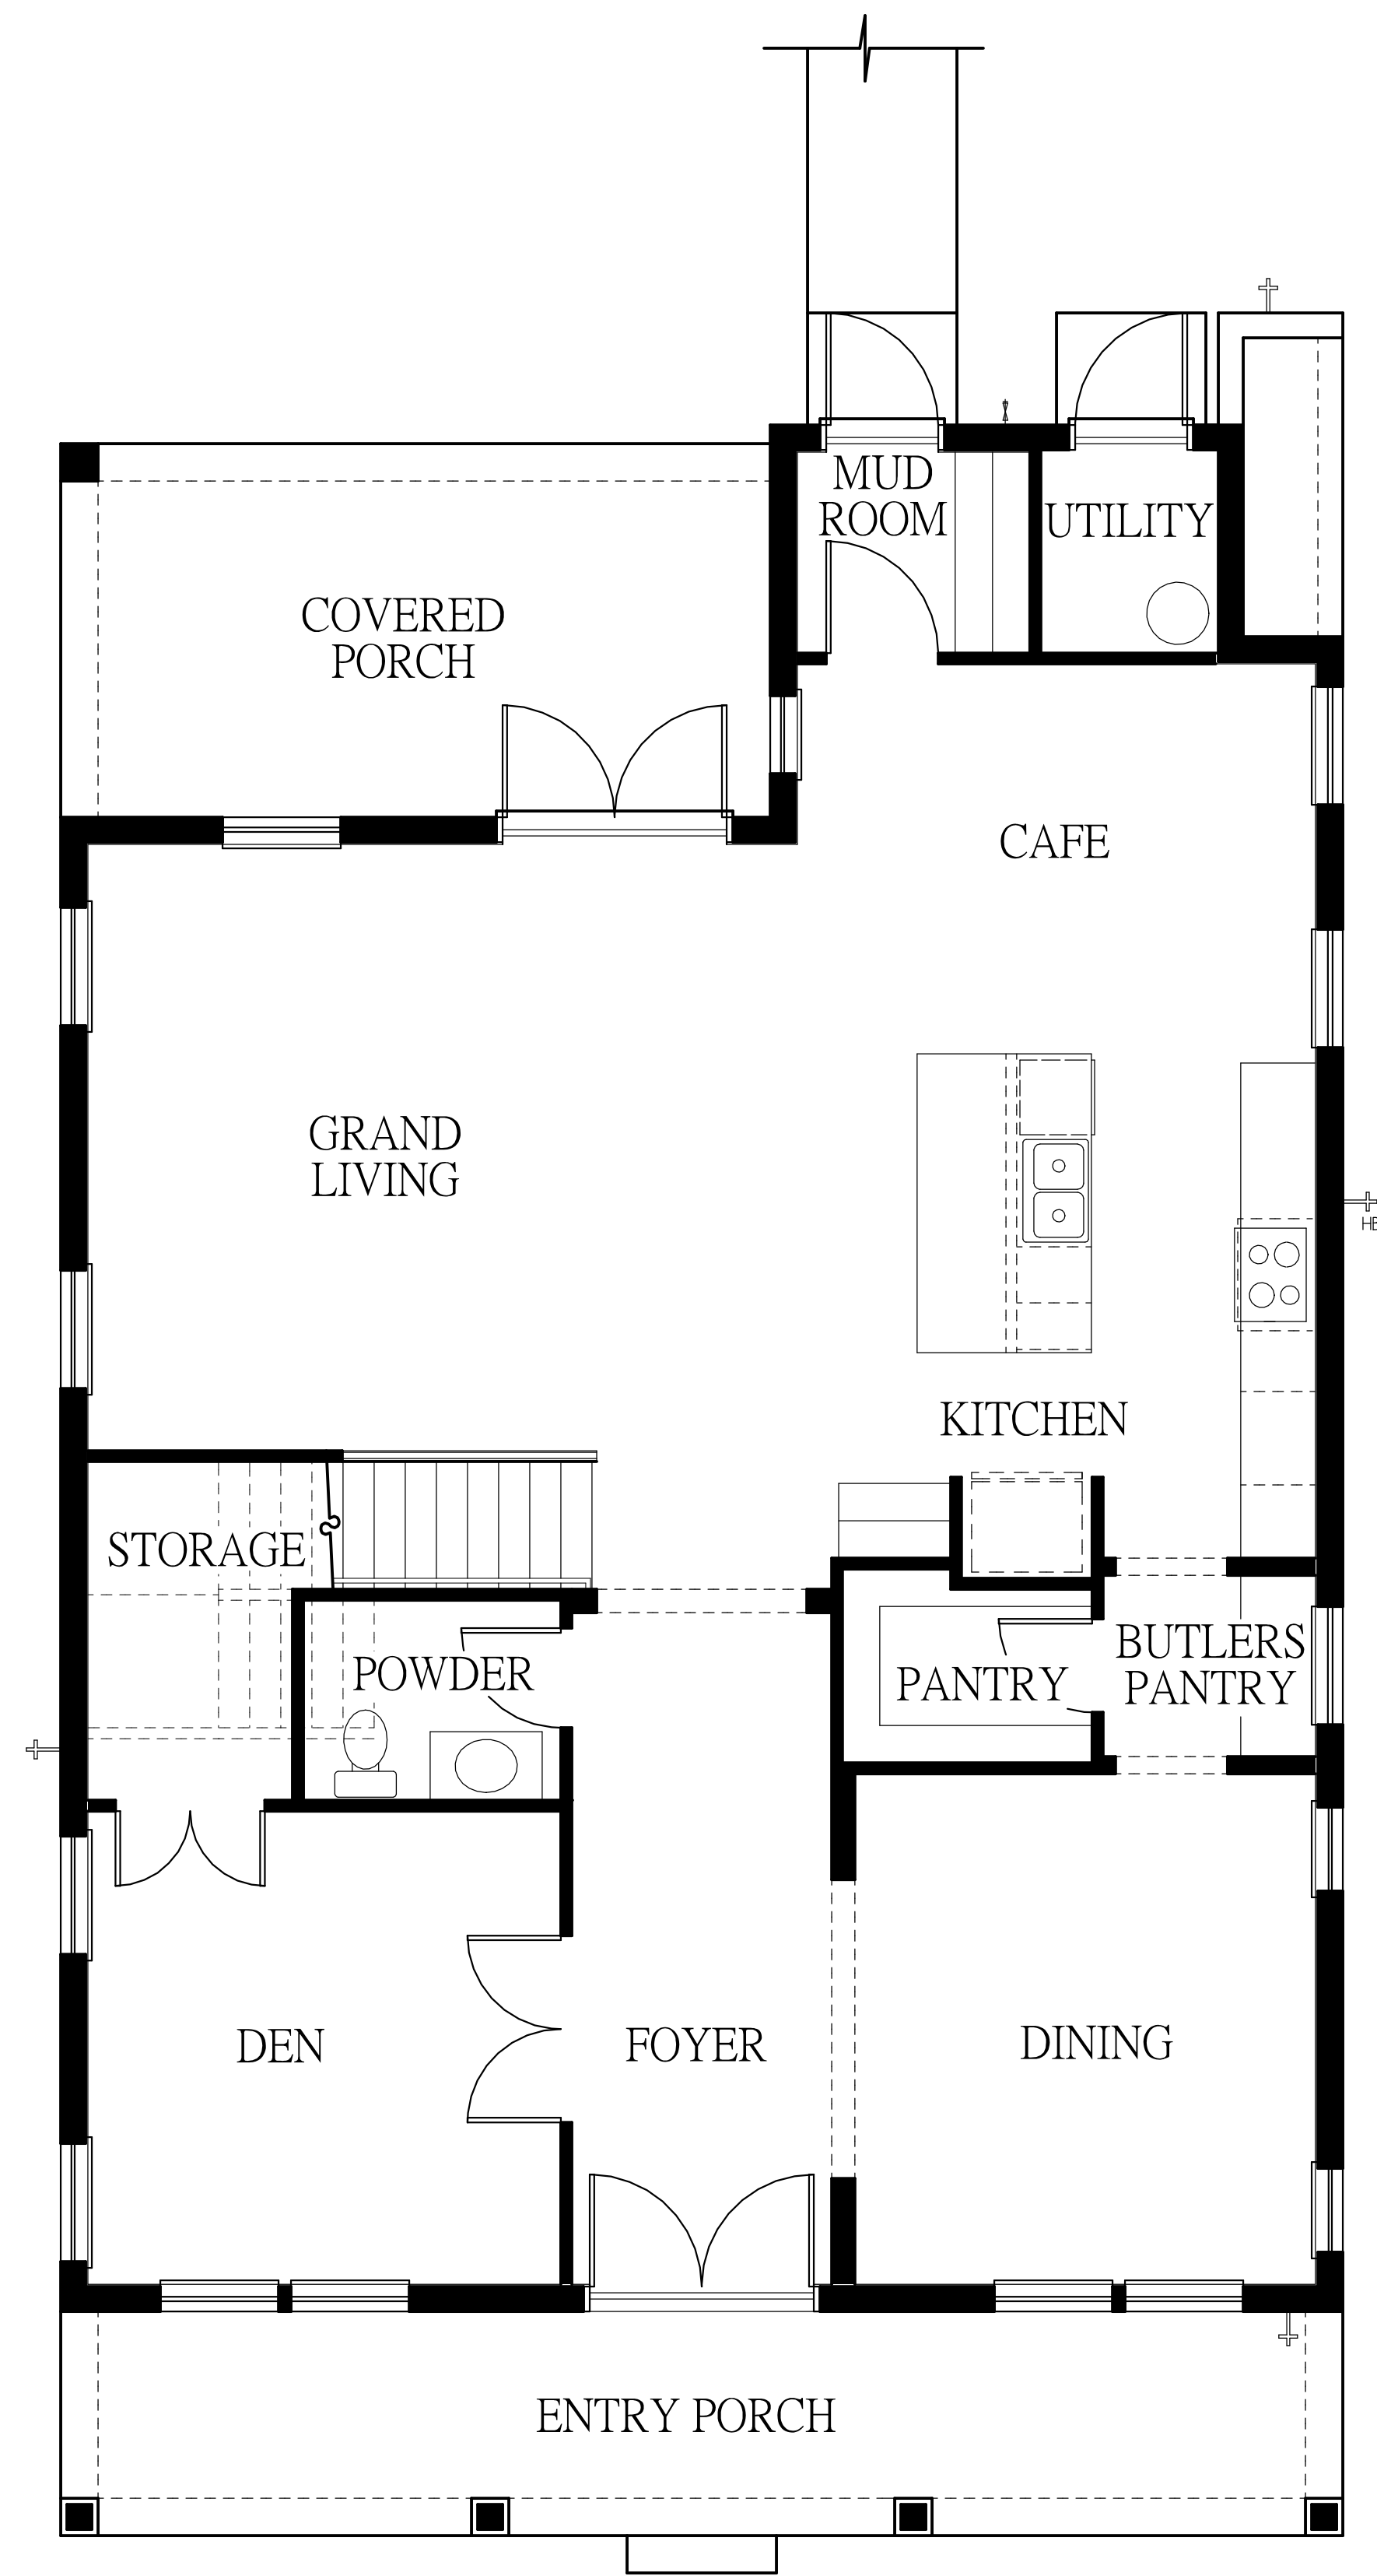 MUD
ROOM
UTILITY
COVERED
PORCH
CAFE
GRAND
LIVING
HB
KITCHEN
STORAGE
POWDER
PANTRY
BUTLERS
PANTRY
DEN
FOYER
DINING
ENTRY PORCH